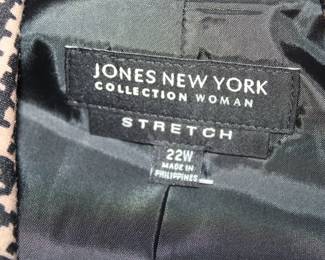 JONES NEW YORK
COLLECTION WOMAN
STRETCH
22W
MADE IN
PHILIPPINES